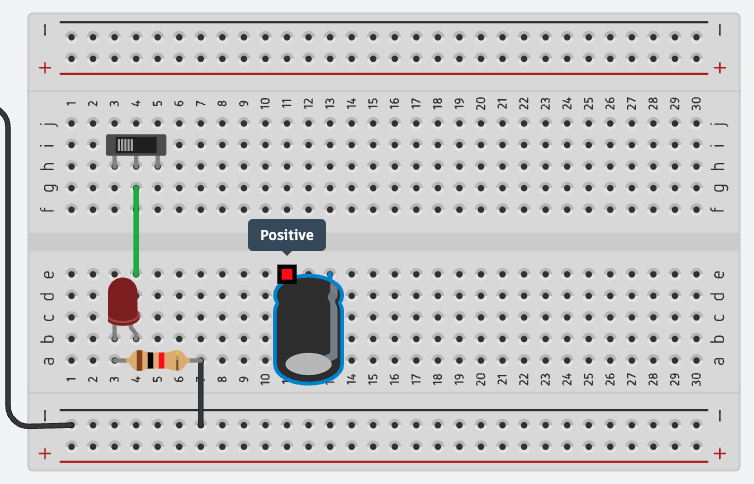 − −
+ +
1 2 3 4 5 6 7 8 9 10 11 12 13 14 15 16 17 18 19 20 21 22 23 24 25 26 27 28 29 30
j j
i i
h h
g g
f f
Positive
e e
d d
c c
b b
a a
1 2 3 4 5 6 7 8 9 10 14 15 16 17 18 19 20 21 22 23 24 25 26 27 28 29 30
− −
+ +